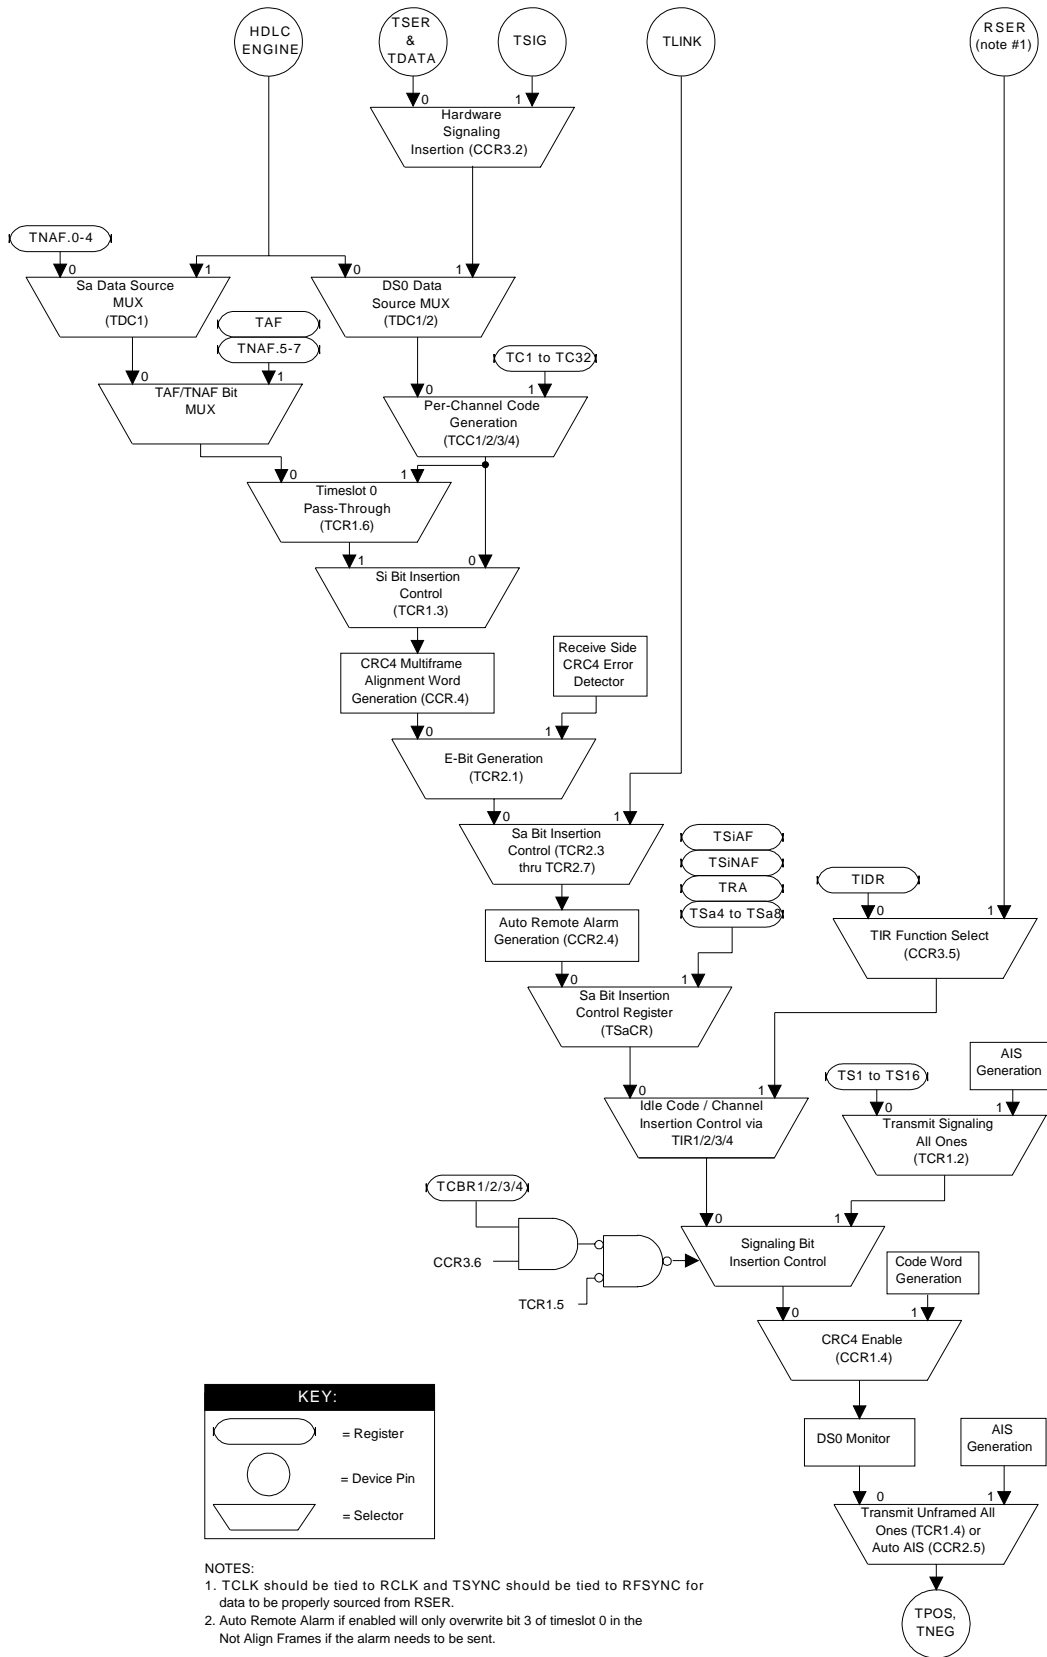 HDLC
ENGINE
TSER
&
TDATA
TSIG
TLINK
RSER
(note #1)
0
1
Hardware
Signaling
Insertion (CCR3.2)
TNAF.0-4
0
1
Sa Data Source
MUX
(TDC1)
0
1
DS0 Data
Source MUX
(TDC1/2)
TAF
TNAF.5-7
0
1
TAF/TNAF Bit
MUX
TC1 to TC32
0
1
Per-Channel Code
Generation
(TCC1/2/3/4)
0
1
Timeslot 0
Pass-Through
(TCR1.6)
1
0
Si Bit Insertion
Control
(TCR1.3)
CRC4 Multiframe
Alignment Word
Generation (CCR.4)
Receive Side
CRC4 Error
Detector
0
1
E-Bit Generation
(TCR2.1)
0
1
Sa Bit Insertion
Control (TCR2.3
thru TCR2.7)
TSiAF
TSiNAF
TRA
TSa4 to TSa8
Auto Remote Alarm
Generation (CCR2.4)
0
1
Sa Bit Insertion
Control Register
(TSaCR)
TIDR
0
1
TIR Function Select
(CCR3.5)
0
1
Idle Code / Channel
Insertion Control via
TIR1/2/3/4
TS1 to TS16
AIS
Generation
0
1
Transmit Signaling
All Ones
(TCR1.2)
TCBR1/2/3/4
CCR3.6
TCR1.5
0
1
Signaling Bit
Insertion Control
Code Word
Generation
0
1
CRC4 Enable
(CCR1.4)
DS0 Monitor
AIS
Generation
0
1
Transmit Unframed All
Ones (TCR1.4) or
Auto AIS (CCR2.5)
TPOS,
TNEG
KEY:
= Register
= Device Pin
= Selector
NOTES:
1. TCLK should be tied to RCLK and TSYNC should be tied to RFSYNC for
data to be properly sourced from RSER.
2. Auto Remote Alarm if enabled will only overwrite bit 3 of timeslot 0 in the
Not Align Frames if the alarm needs to be sent.